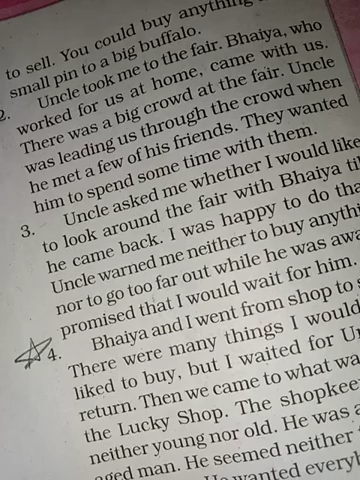 to sell. You could buy anything
small pin to a big buffalo.
2. Uncle took me to the fair. Bhaiya, who
worked for us at home, came with us.
There was a big crowd at the fair. Uncle
was leading us through the crowd when
he met a few of his friends. They wanted
him to spend some time with them.
3. Uncle asked me whether I would like
to look around the fair with Bhaiya
he came back. I was happy to do
Uncle warned me neither to buy
nor to go too far out while he was
promised that I would wait for him.
4. Bhaiya and I went from shop to
There were many things I would
liked to buy, but I waited for
return. Then we came to what
the Lucky Shop. The
neither young nor old. He was
man. He seemed neither
wanted